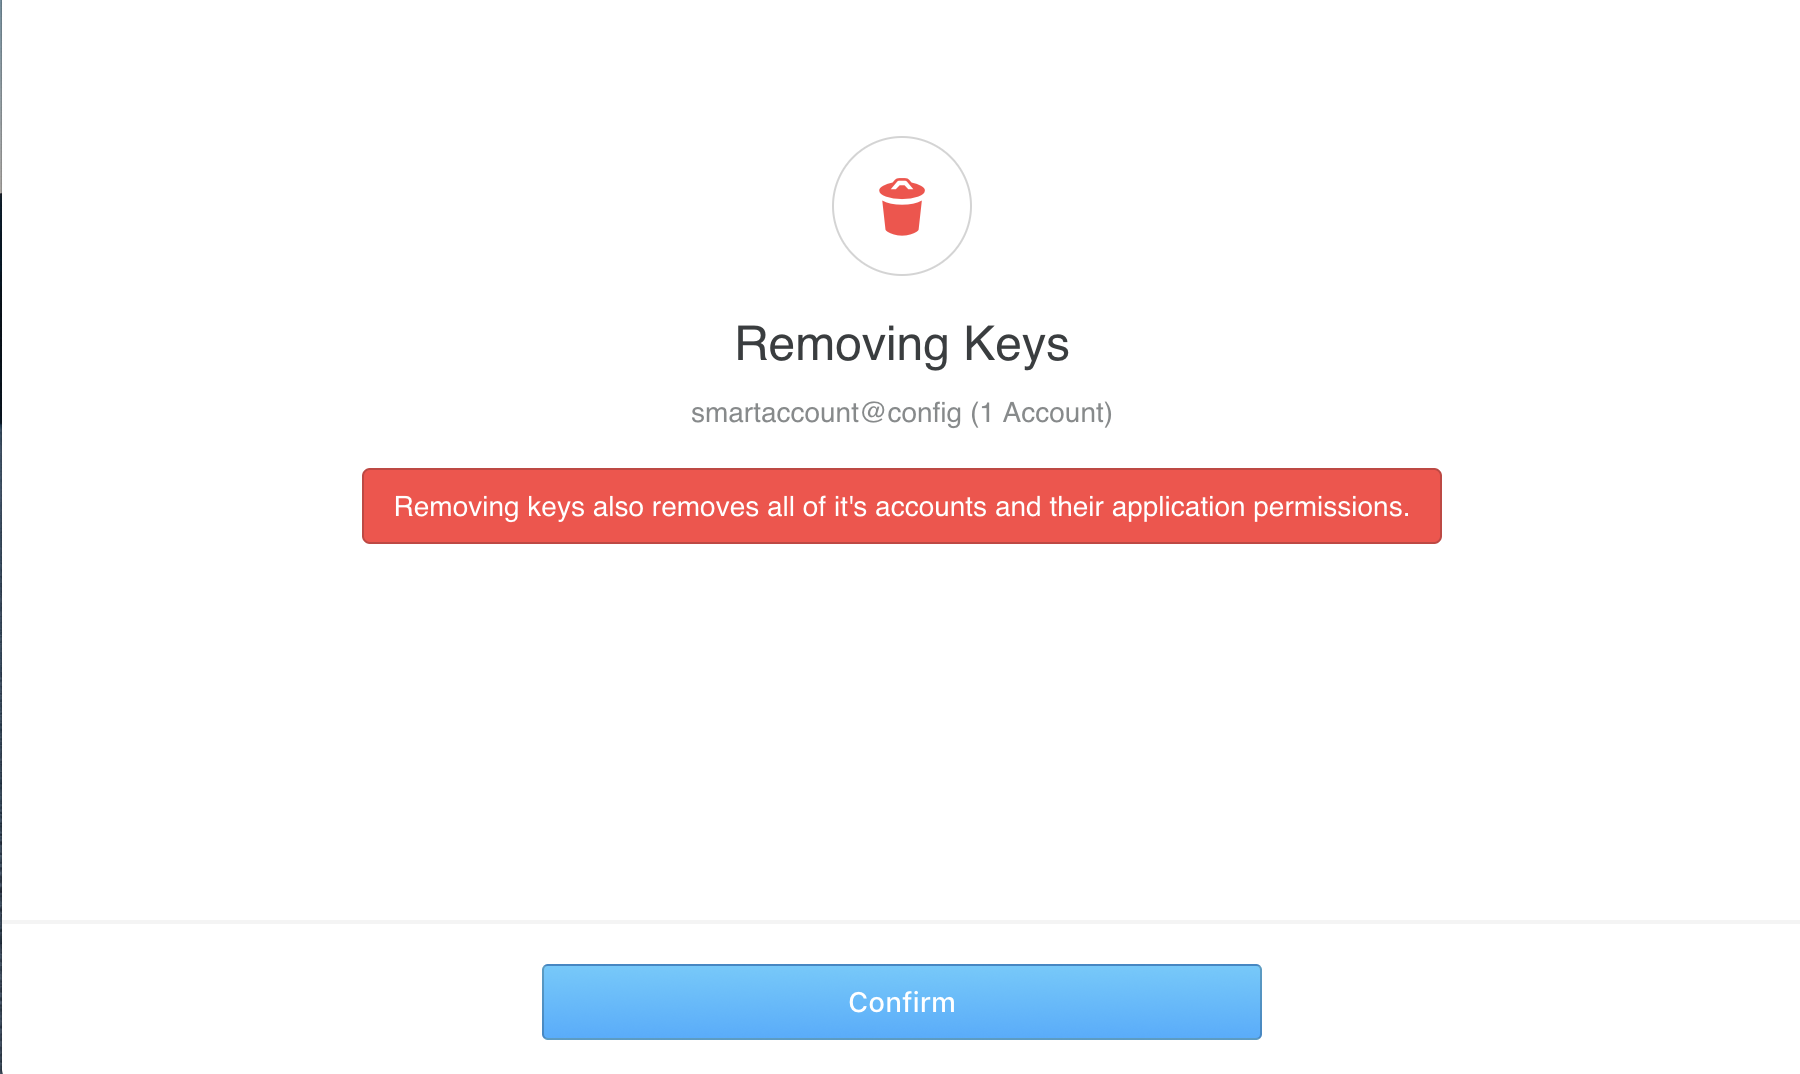 Removing Keys
smartaccount@config (1 Account)
Removing keys also removes all of it's accounts and their application permissions.
Confirm